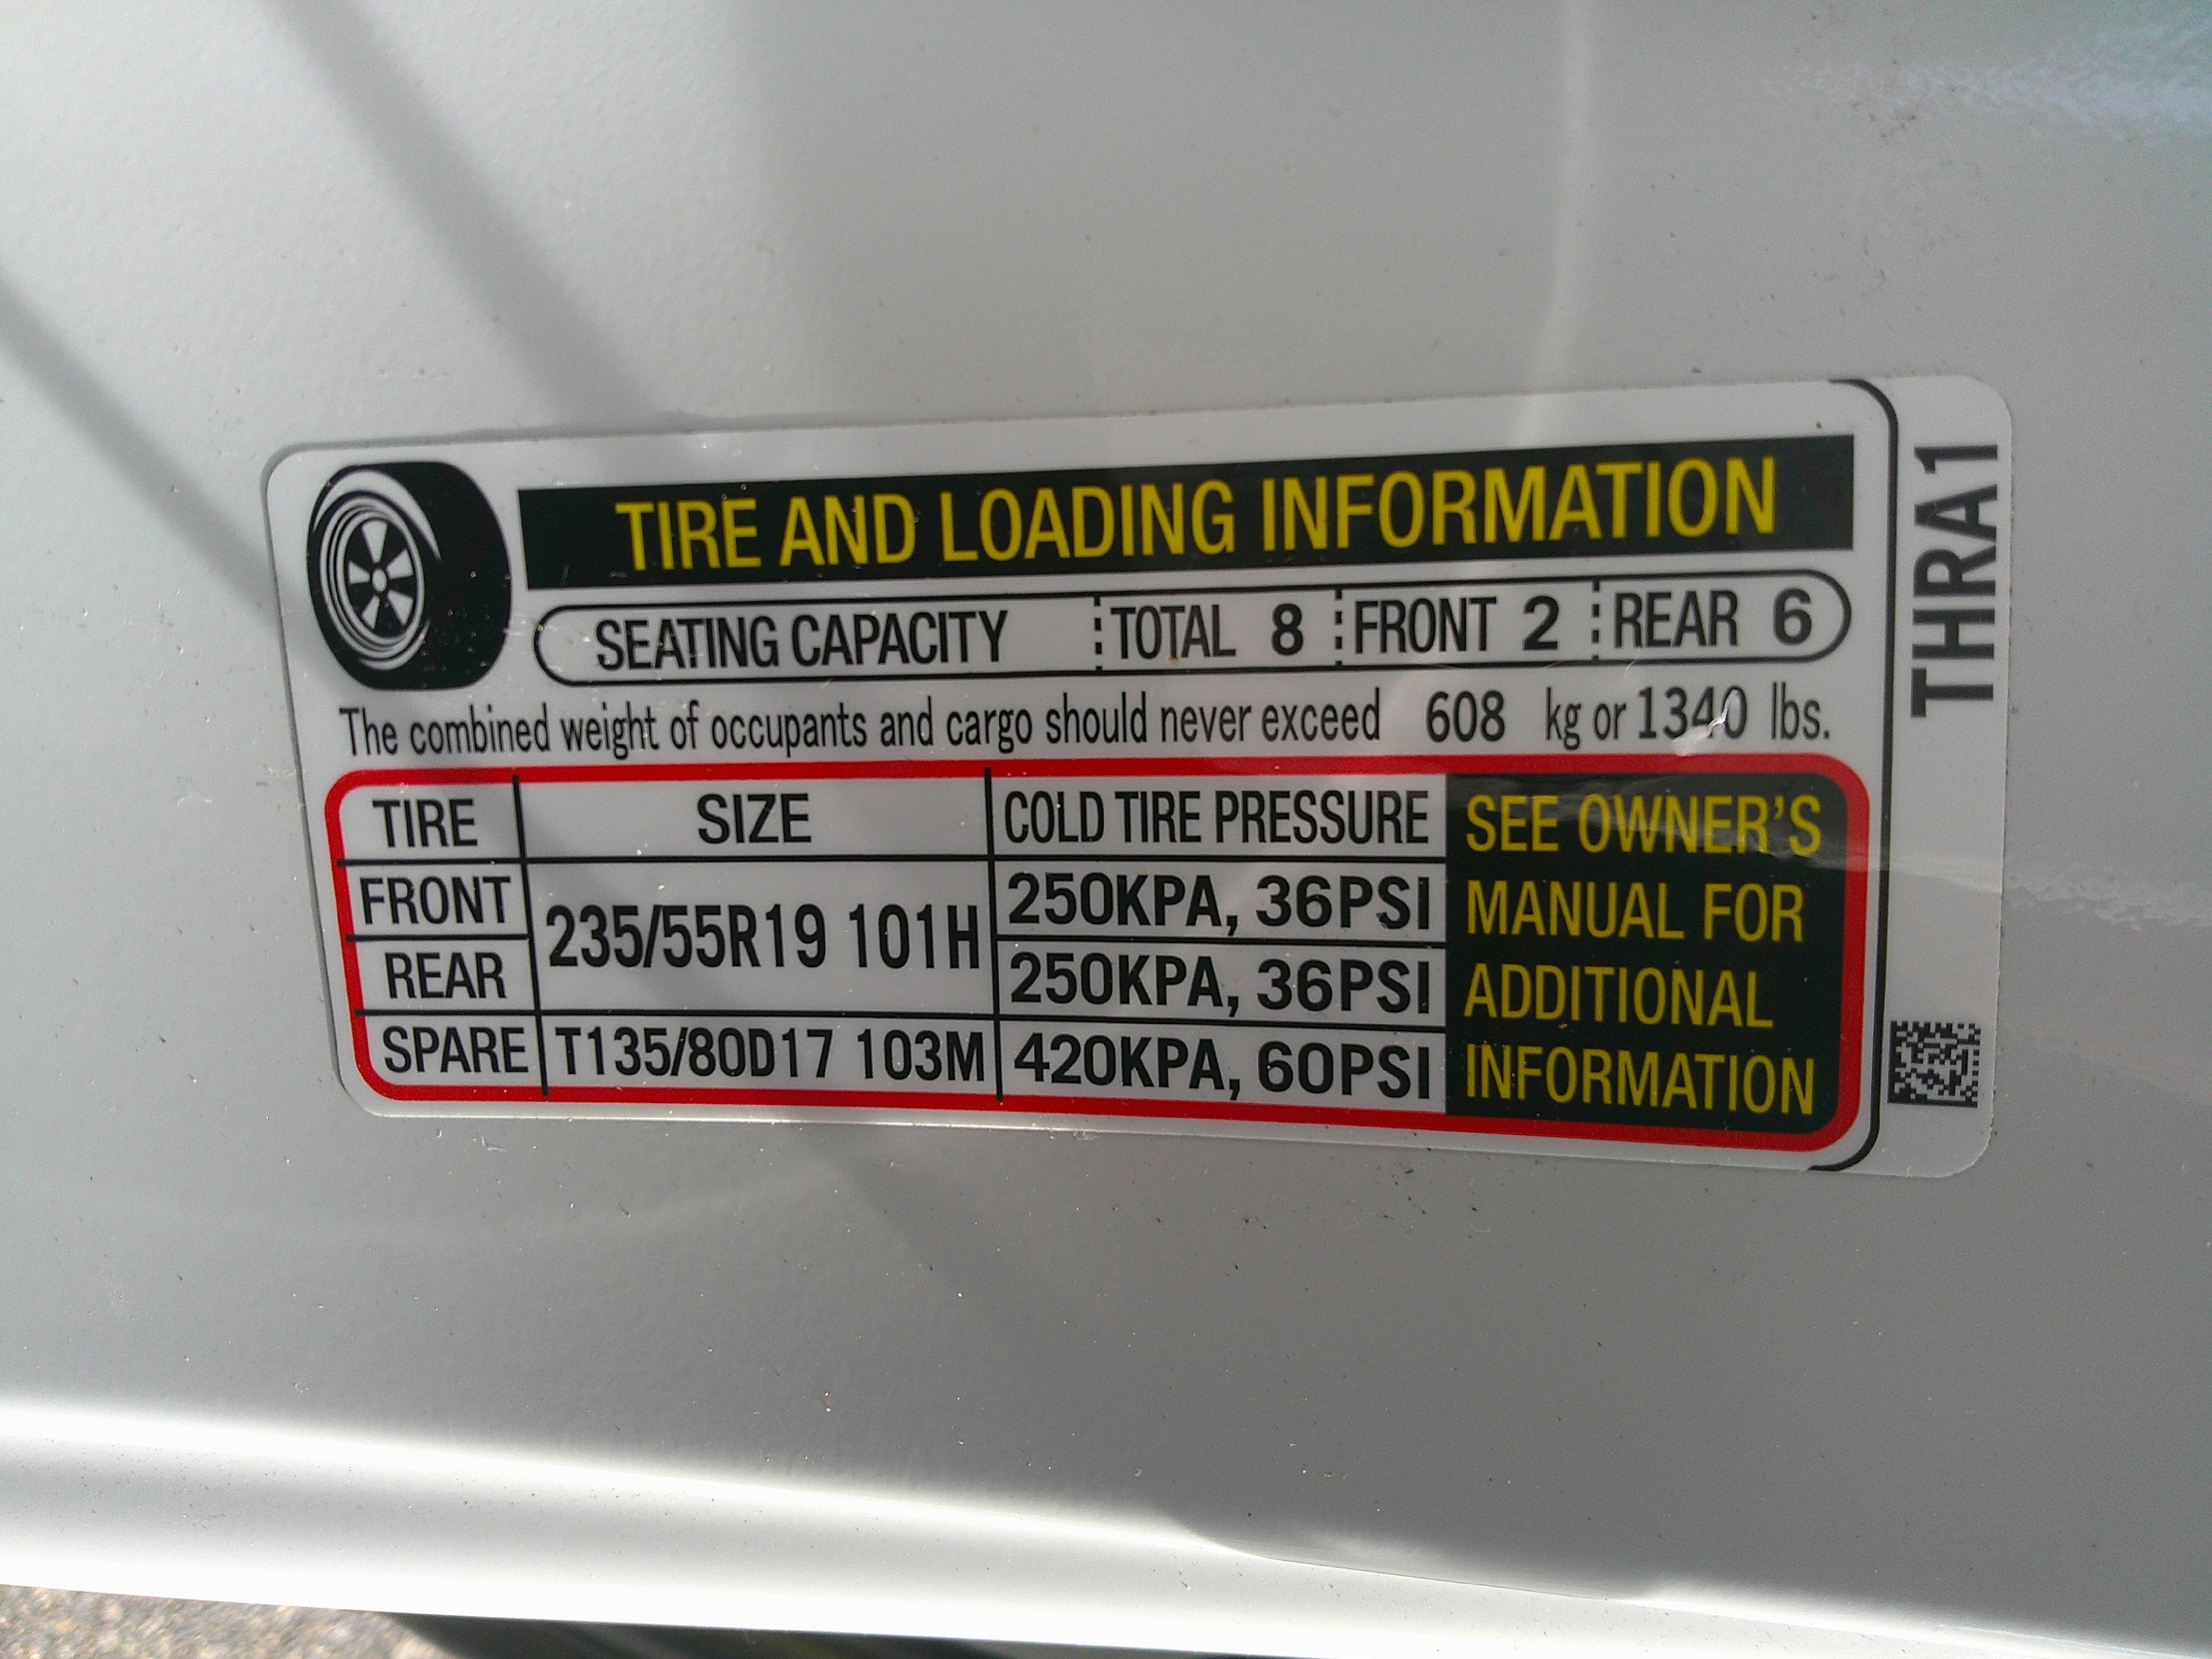 TIRE AND LOADING INFORMATION
SEATING CAPACITY TOTAL 8 FRONT 2 REAR 6
The combined weight of occupants and cargo should never exceed 608 kg or 1340 lbs.
TIRE SIZE COLD TIRE PRESSURE SEE OWNER'S
FRONT 235/55R19 101H 250KPA, 36PSI MANUAL FOR
REAR 250KPA, 36PSI ADDITIONAL
SPARE T135/80D17 103M 420KPA, 60PSI INFORMATION
THRA1